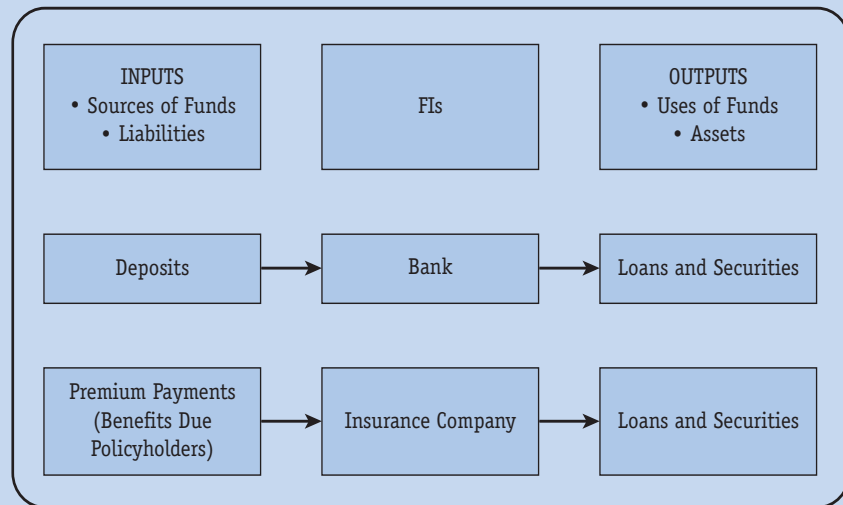 INPUTS
• Sources of Funds
• Liabilities
FIs
OUTPUTS
• Uses of Funds
• Assets
Deposits
Bank
Loans and Securities
Premium Payments
(Benefits Due
Policyholders)
Insurance Company
Loans and Securities